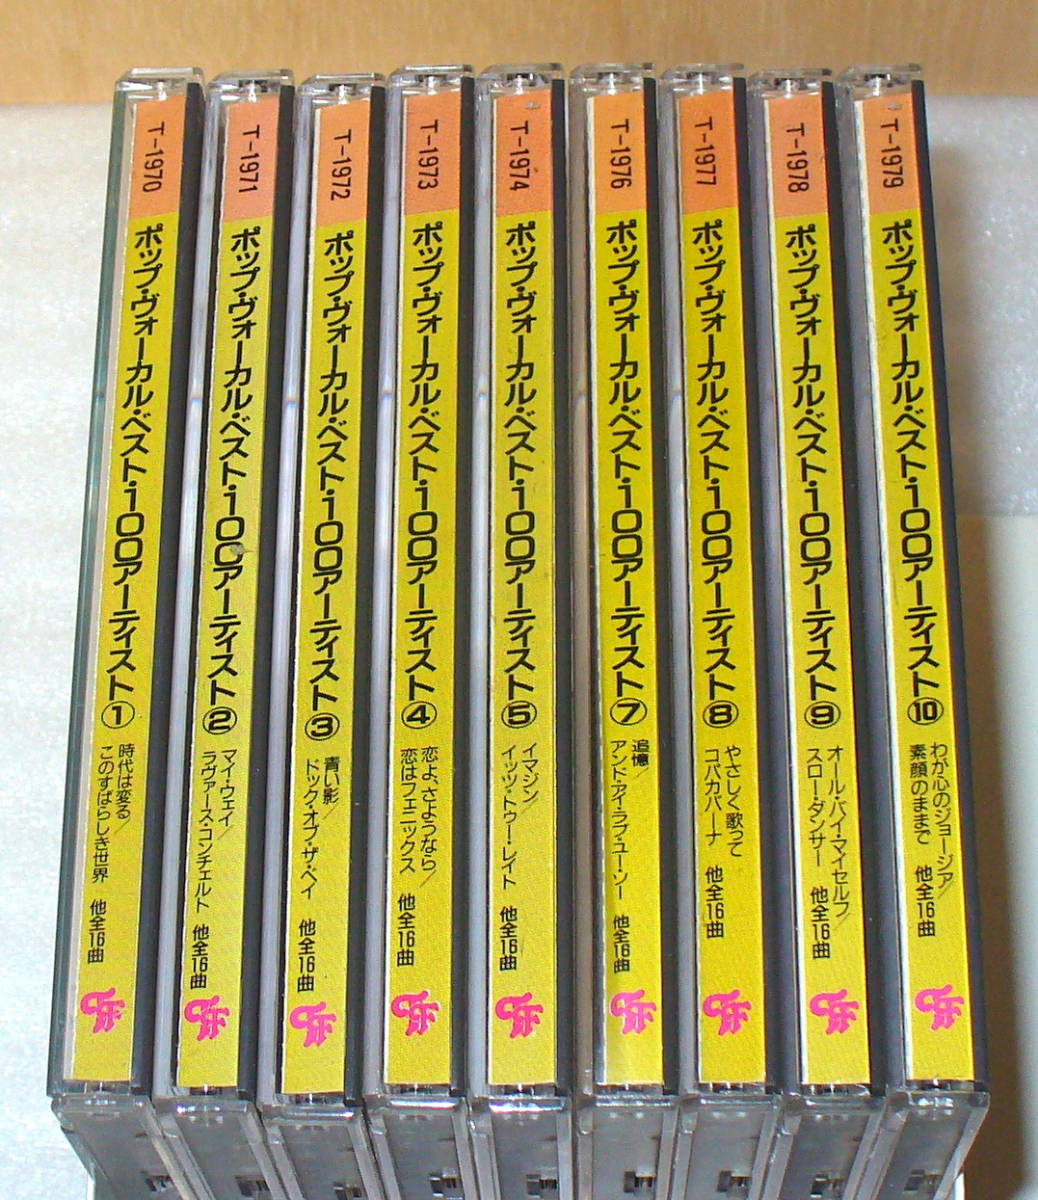 T-1970
ポップ・ヴォーカル・ベスト・100アーティスト①
時代は変る/
このすばらしき世界
他全16曲
T-1971
ポップ・ヴォーカル・ベスト・100アーティスト②
マイ・ウェイ/
ラヴァース・コンチェルト
他全16曲
T-1972
ポップ・ヴォーカル・ベスト・100アーティスト③
青い影/
ドック・オブ・ザ・ベイ
他全16曲
T-1973
ポップ・ヴォーカル・ベスト・100アーティスト④
恋よ、さようなら/
恋はフェニックス
他全16曲
T-1974
ポップ・ヴォーカル・ベスト・100アーティスト⑤
イマジン/
イッツ・トゥー・レイト
他全16曲
T-1976
ポップ・ヴォーカル・ベスト・100アーティスト⑦
追憶/
アンド・アイ・ラブ・ユー・ソー
他全16曲
T-1977
ポップ・ヴォーカル・ベスト・100アーティスト⑧
やさしく歌って
コパカバーナ
他全16曲
T-1978
ポップ・ヴォーカル・ベスト・100アーティスト⑨
オール・バイ・マイセルフ/
スロー・ダンサー
他全16曲
T-1979
ポップ・ヴォーカル・ベスト・100アーティスト⑩
わが心のジョージア/
素顔のままで
他全16曲